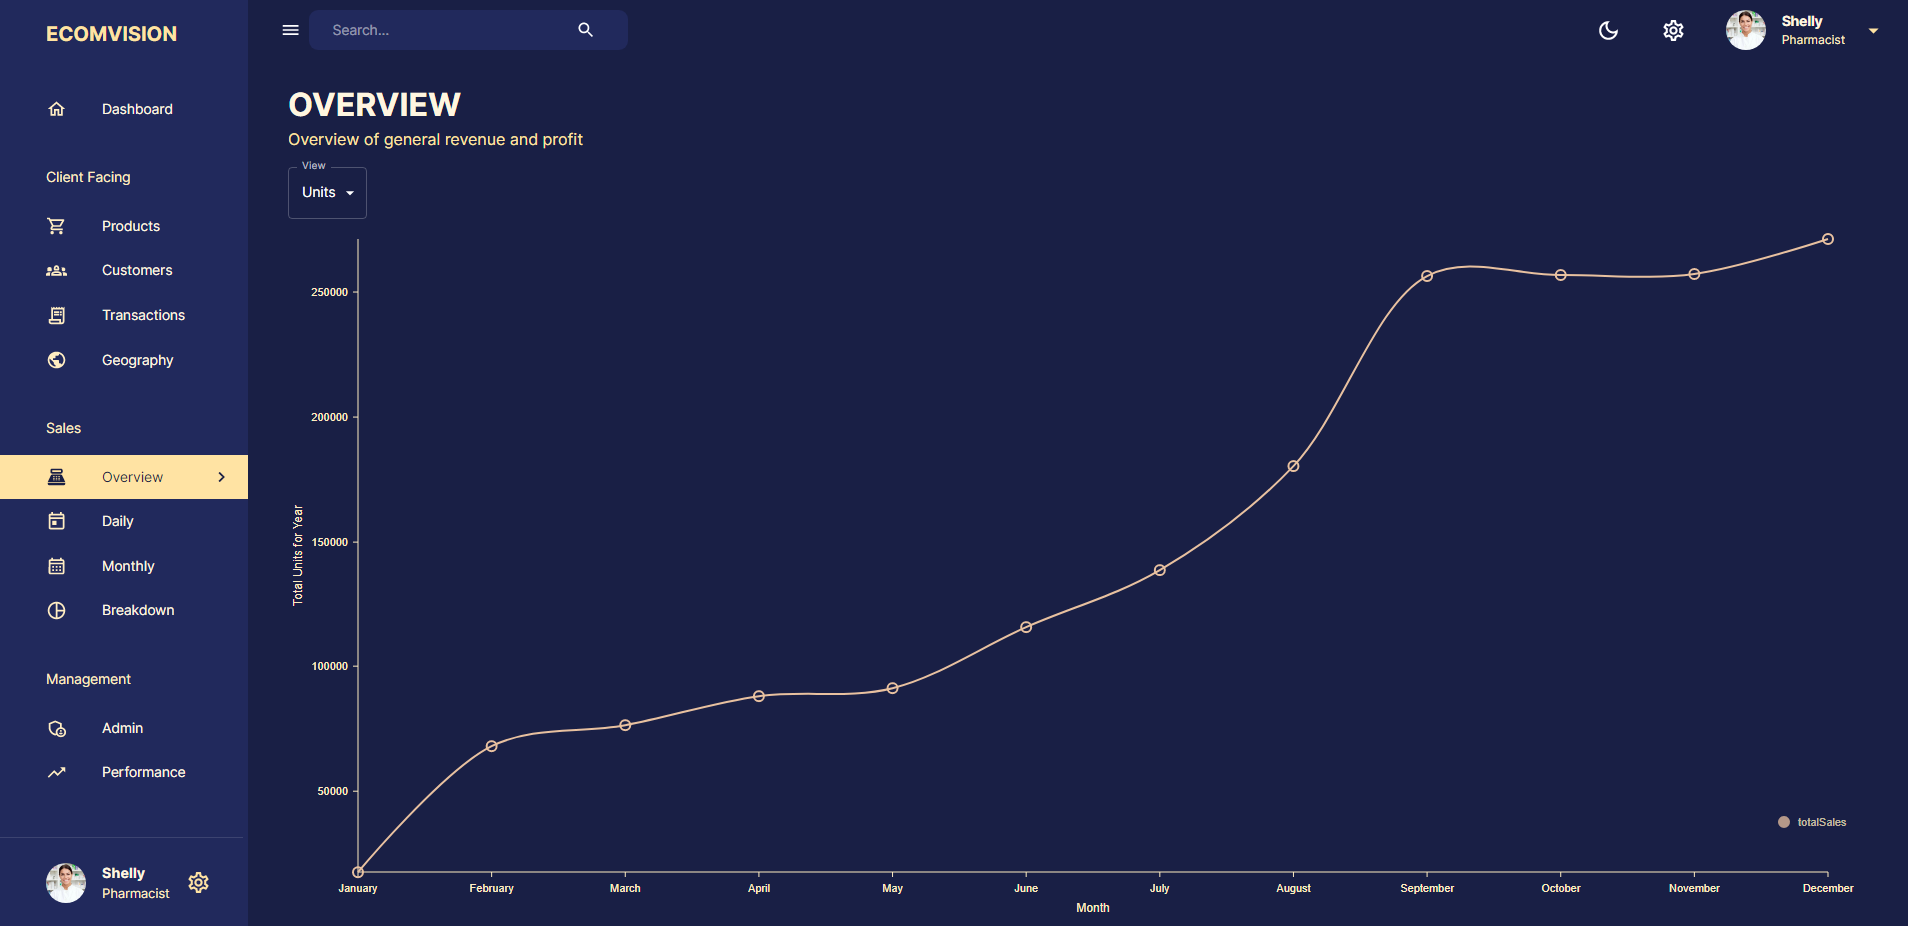 ECOMVISION
Dashboard
Client Facing
Products
Customers
Transactions
Geography
Sales
Overview
Daily
Monthly
Breakdown
Management
Admin
Performance
Shelly
Pharmacist
Search...
Shelly
Pharmacist
OVERVIEW
Overview of general revenue and profit
View
Units
Total Units for Year
250000
200000
150000
100000
50000
totalSales
January February March April May June July August September October November December
Month